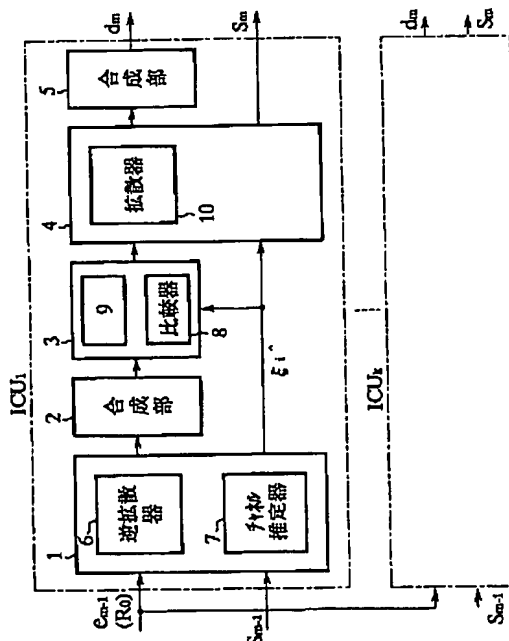 ICU₁
eₘ₋₁
(R₀)
Sₘ₋₁
1
6
逆拡散
器
7
ﾁｬﾈﾙ
推定器
2
合成部
3
9
比較器
8
ξi^
4
拡散器
10
5
合成部
dₘ
Sₘ
ICUₖ
Sₘ₋₁
dₘ
Sₘ